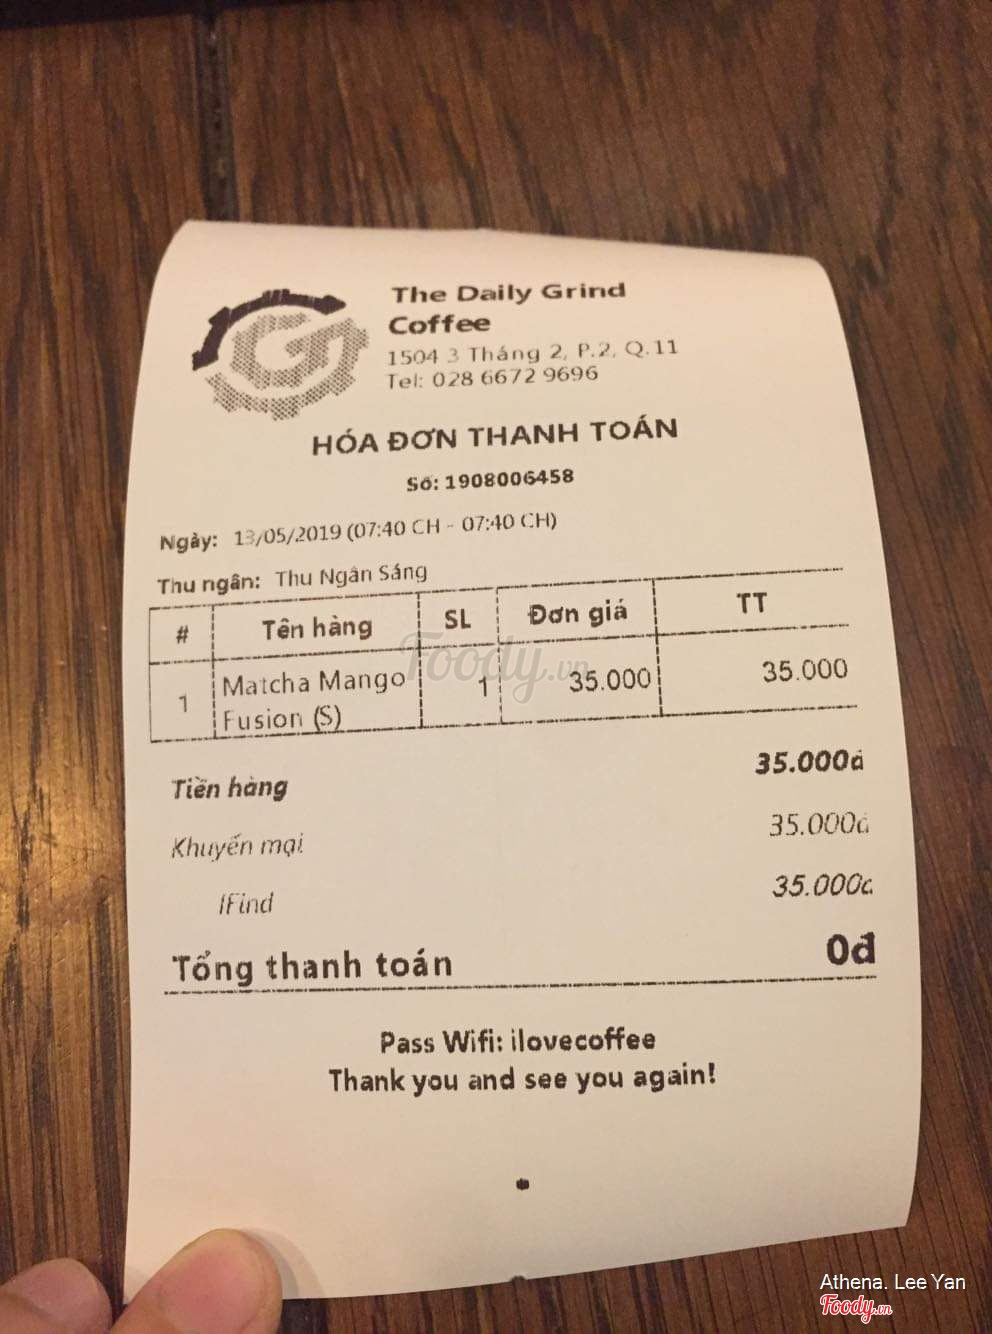 The Daily Grind
Coffee
1504 3 Tháng 2, P.2, Q.11
Tel: 028 6672 9696
HÓA ĐƠN THANH TOÁN
Số: 1908006458
Ngày: 13/05/2019 (07:40 CH - 07:40 CH)
Thu ngân: Thu Ngân Sáng
# Tên hàng SL Đơn giá TT
1 Matcha Mango Fusion (S) 1 35.000 35.000
Foody.vn
Tiền hàng 35.000đ
Khuyến mại 35.000đ
IFind 35.000đ
Tổng thanh toán 0đ
Pass Wifi: ilovecoffee
Thank you and see you again!
Athena. Lee Yan
Foody.vn